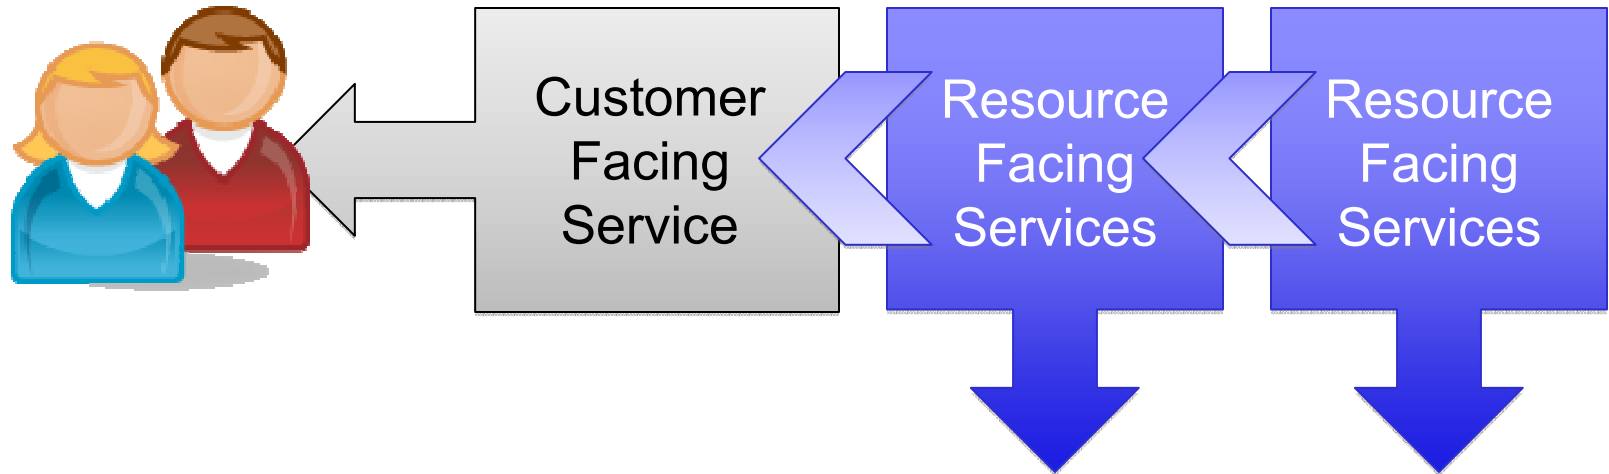 Customer
Facing
Service
Resource
Facing
Services
Resource
Facing
Services